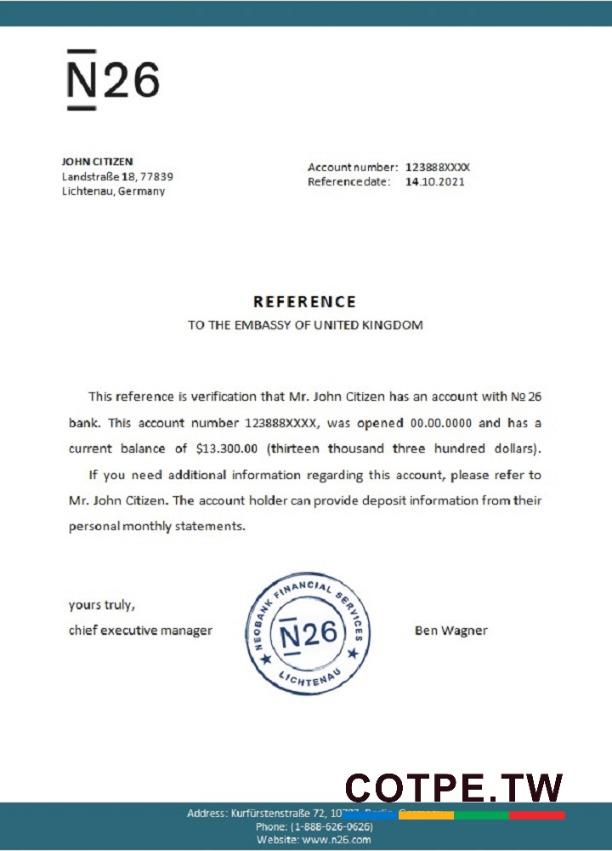 N26
JOHN CITIZEN
Landstraße 18, 77839
Lichtenau, Germany
Account number: 123888XXXX
Reference date: 14.10.2021
REFERENCE
TO THE EMBASSY OF UNITED KINGDOM
This reference is verification that Mr. John Citizen has an account with № 26
bank. This account number 123888XXXX, was opened 00.00.0000 and has a
current balance of $13.300.00 (thirteen thousand three hundred dollars).
If you need additional information regarding this account, please refer to
Mr. John Citizen. The account holder can provide deposit information from their
personal monthly statements.
yours truly,
chief executive manager
NEOBANK FINANCIAL SERVICES
N26
LICHTENAU
Ben Wagner
COTPE.TW
Address: Kurfürstenstraße 72,
Phone: (1-888-626-0626)
Website: www.n26.com